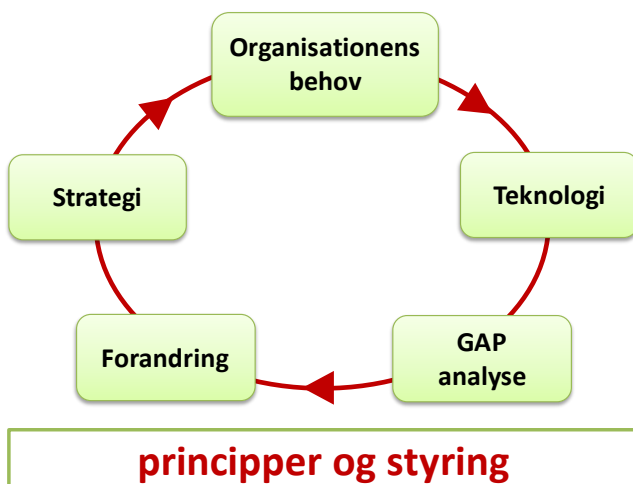 Organisationens
behov
Strategi
Teknologi
Forandring
GAP
analyse
principper og styring